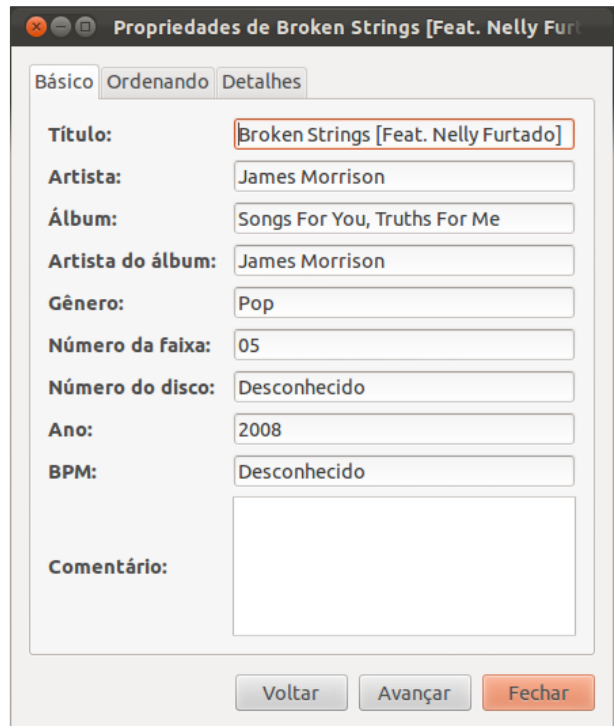 Propriedades de Broken Strings [Feat. Nelly Furt
Básico Ordenando Detalhes
Título: Broken Strings [Feat. Nelly Furtado]
Artista: James Morrison
Álbum: Songs For You, Truths For Me
Artista do álbum: James Morrison
Gênero: Pop
Número da faixa: 05
Número do disco: Desconhecido
Ano: 2008
BPM: Desconhecido
Comentário:
Voltar Avançar Fechar